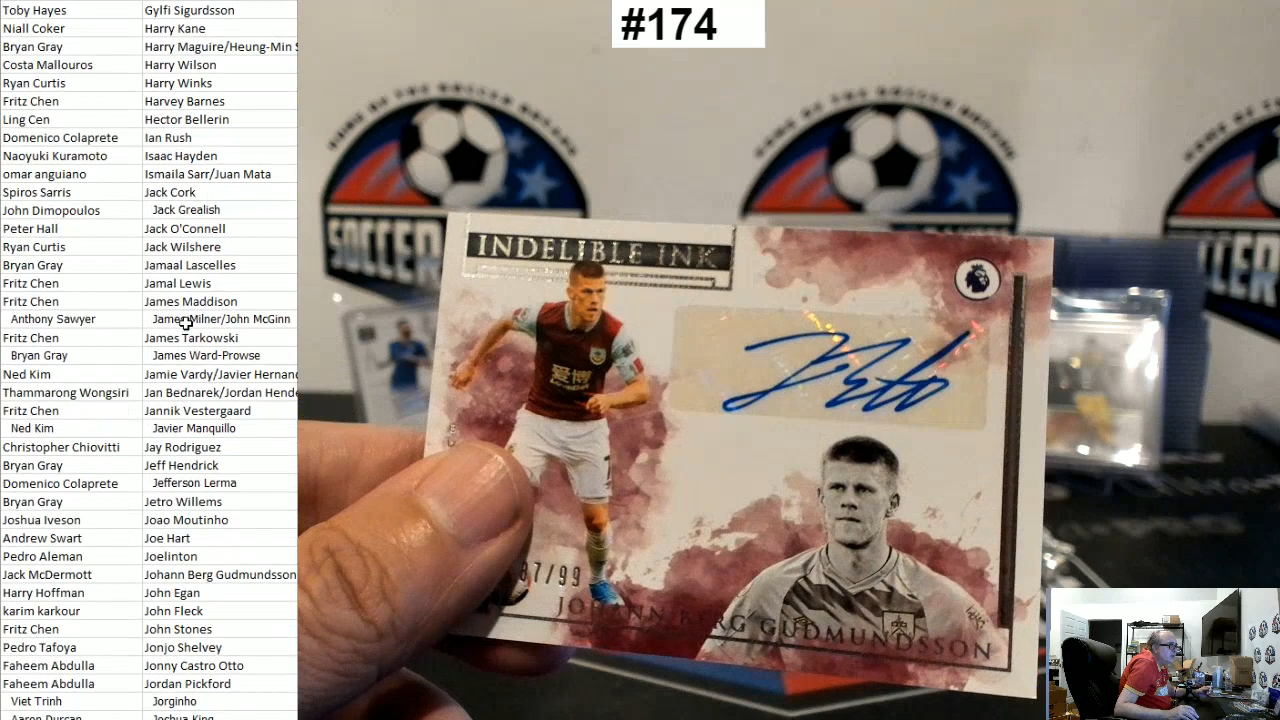 #174
Toby Hayes Gylfi Sigurdsson
Niall Coker Harry Kane
Bryan Gray Harry Maguire/Heung-Min S
Costa Mallouros Harry Wilson
Ryan Curtis Harry Winks
Fritz Chen Harvey Barnes
Ling Cen Hector Bellerin
Domenico Colaprete Ian Rush
Naoyuki Kuramoto Isaac Hayden
omar anguiano Ismaila Sarr/Juan Mata
Spiros Sarris Jack Cork
John Dimopoulos Jack Grealish
Peter Hall Jack O'Connell
Ryan Curtis Jack Wilshere
Bryan Gray Jamaal Lascelles
Fritz Chen Jamal Lewis
Fritz Chen James Maddison
Anthony Sawyer James Milner/John McGinn
Fritz Chen James Tarkowski
Bryan Gray James Ward-Prowse
Ned Kim Jamie Vardy/Javier Hernan
Thammarong Wongsiri Jan Bednarek/Jordan Hende
Fritz Chen Jannik Vestergaard
Ned Kim Javier Manquillo
Christopher Chiovitti Jay Rodriguez
Bryan Gray Jeff Hendrick
Domenico Colaprete Jefferson Lerma
Bryan Gray Jetro Willems
Joshua Iveson Joao Moutinho
Andrew Swart Joe Hart
Pedro Aleman Joelinton
Jack McDermott Johann Berg Gudmundsson
Harry Hoffman John Egan
karim karkour John Fleck
Fritz Chen John Stones
Pedro Tafoya Jonjo Shelvey
Faheem Abdulla Jonny Castro Otto
Faheem Abdulla Jordan Pickford
Viet Trinh Jorginho
Aaron Durcan Joshua King
SOCCER
INDELIBLE INK
爱博
87/99
JOHANN BERG GUDMUNDSSON